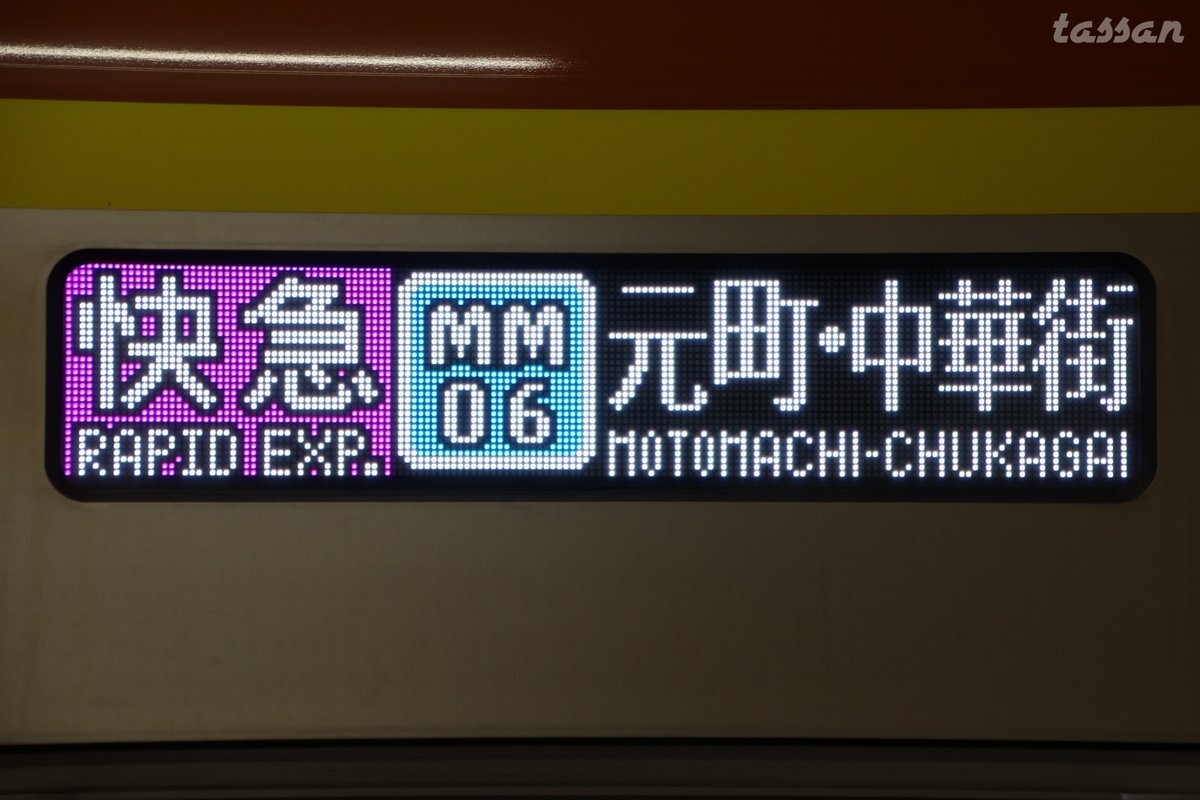 tassan
快急 MM 元町・中華街
RAPID EXP. 06 MOTOMACHI-CHUKAGAI